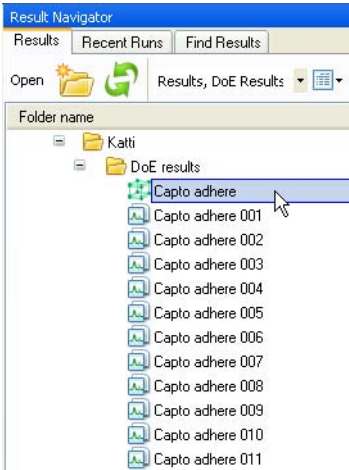 Result Navigator
Results Recent Runs Find Results
Open Results, DoE Results
Folder name
Katti
DoE results
Capto adhere
Capto adhere 001
Capto adhere 002
Capto adhere 003
Capto adhere 004
Capto adhere 005
Capto adhere 006
Capto adhere 007
Capto adhere 008
Capto adhere 009
Capto adhere 010
Capto adhere 011